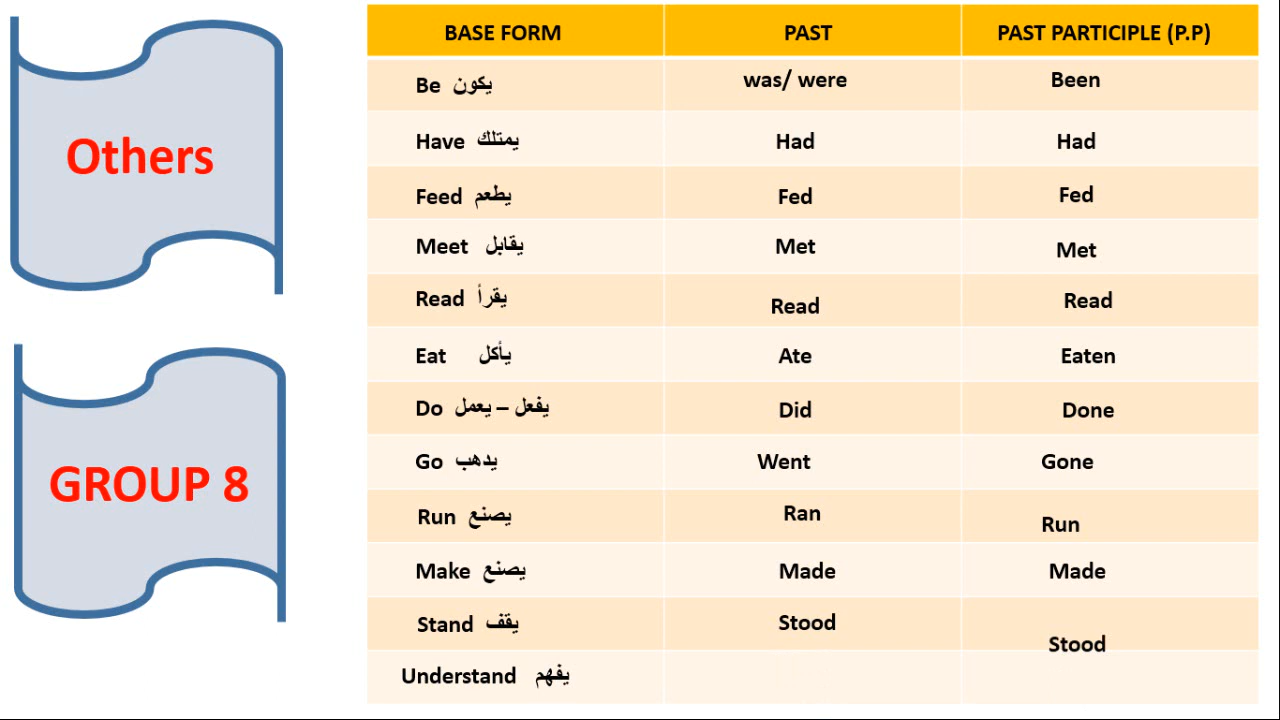 Others
GROUP 8
BASE FORM PAST PAST PARTICIPLE (P.P)
Be يكون was/ were Been
Have يمتلك Had Had
Feed يطعم Fed Fed
Meet يقابل Met Met
Read يقرأ Read Read
Eat يأكل Ate Eaten
Do يفعل – يعمل Did Done
Go يدهب Went Gone
Run يصنع Ran Run
Make يصنع Made Made
Stand يقف Stood Stood
Understand يفهم